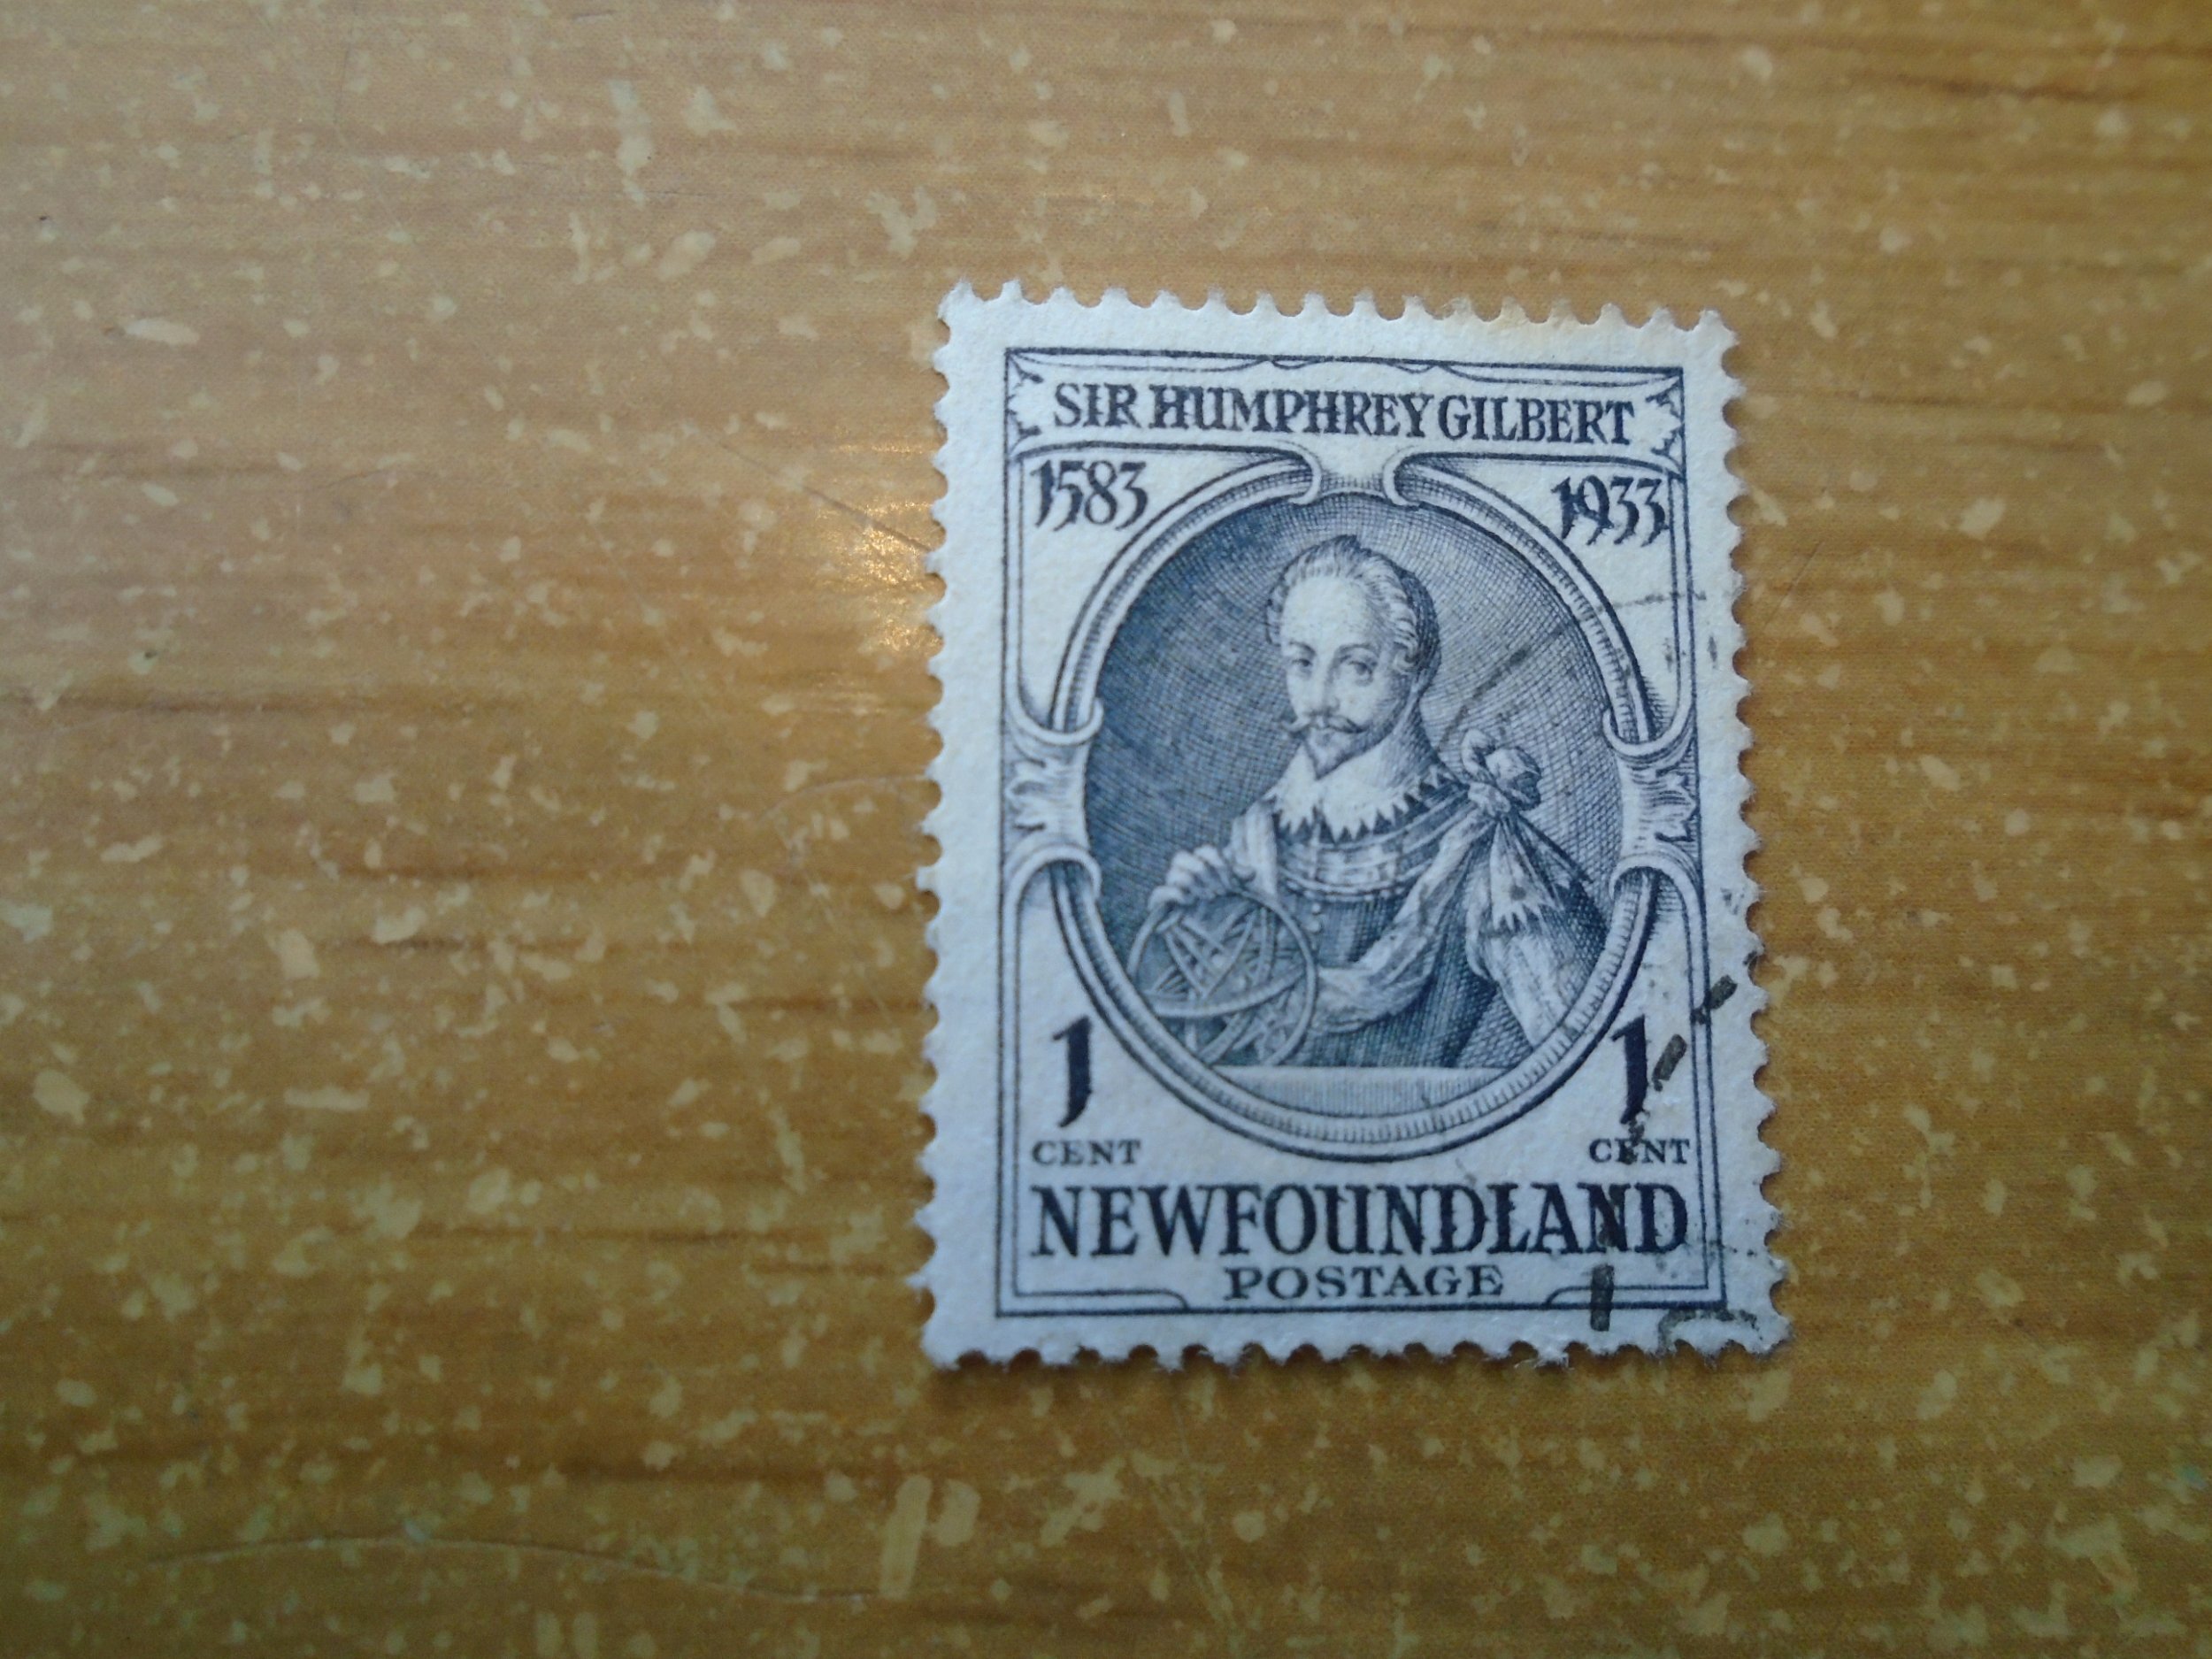 SIR HUMPHREY GILBERT
1583 1933
1 1
CENT CENT
NEWFOUNDLAND
POSTAGE